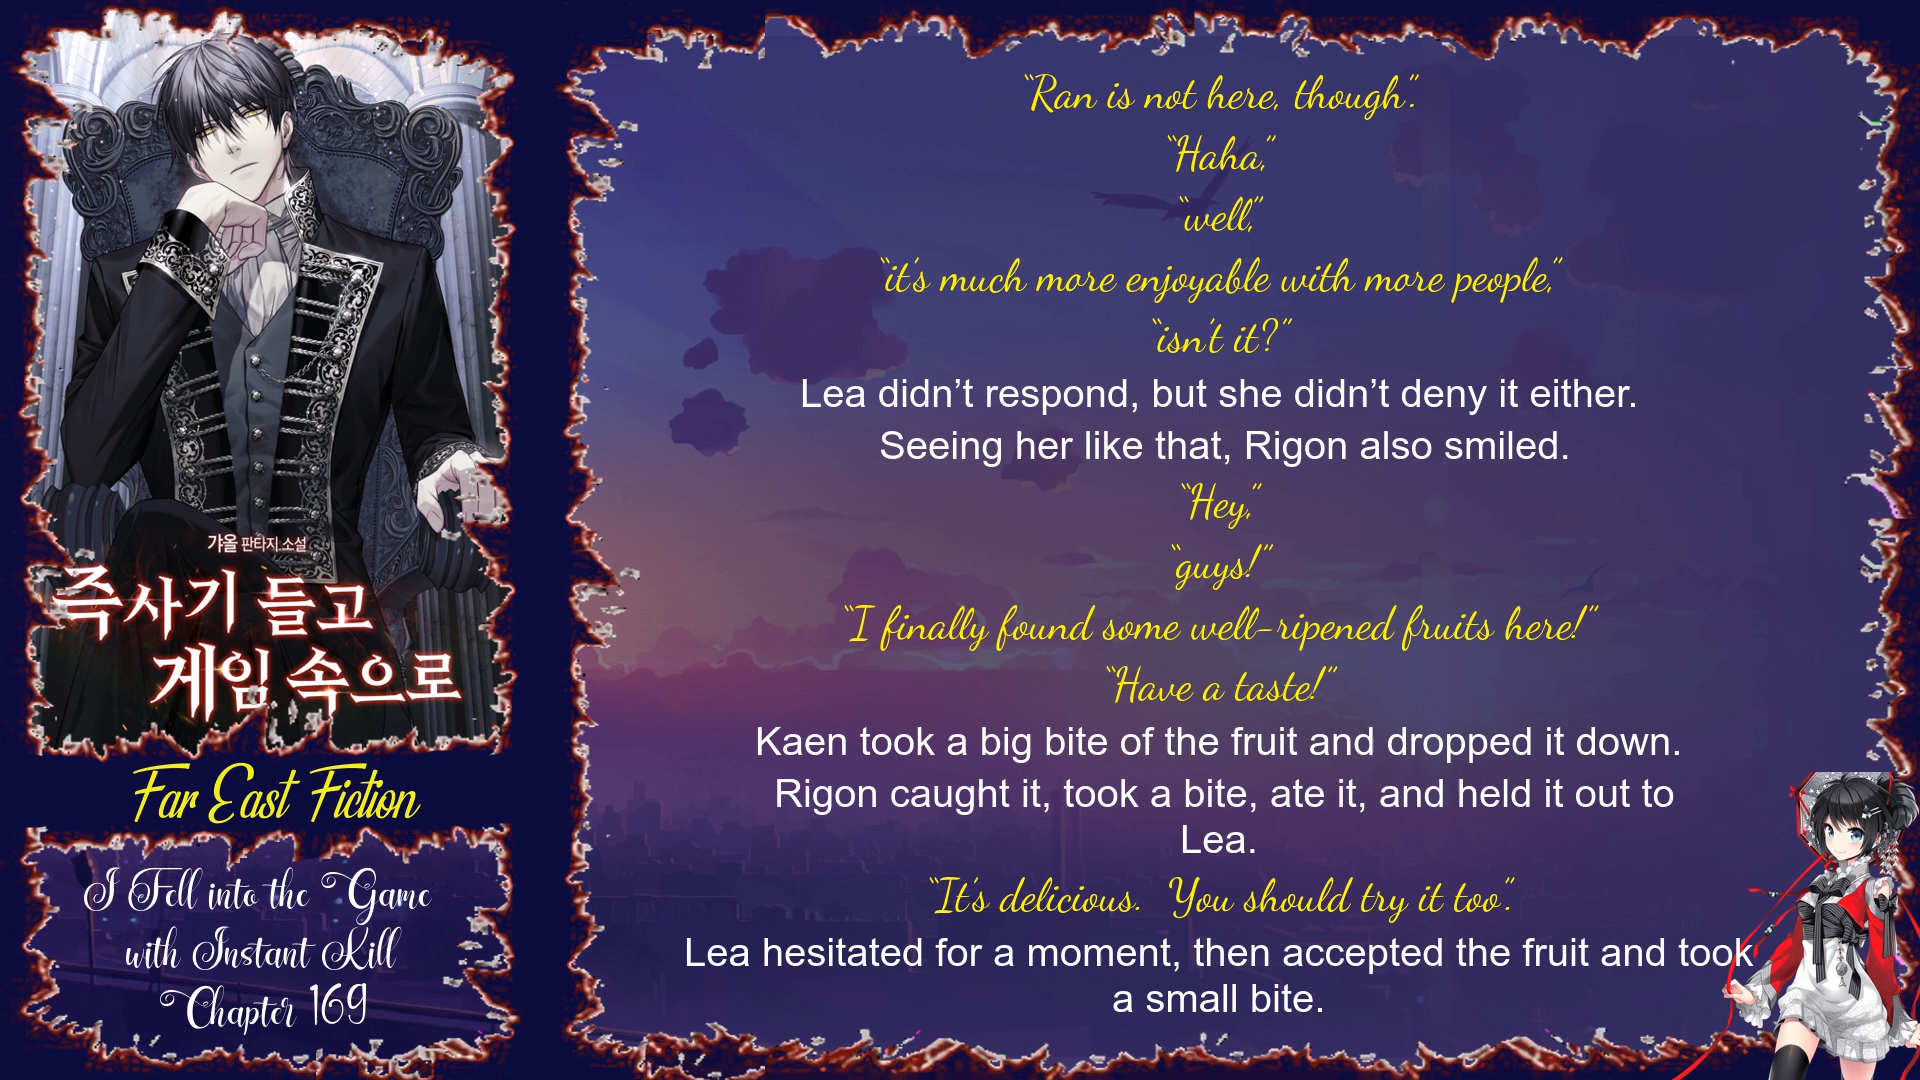 갸올 판타지 소설
즉사기 들고
게임 속으로
Far East Fiction
I Fell into the Game
with Instant Kill
Chapter 169
“Ran is not here, though”.
“Haha,”
“well,”
“it’s much more enjoyable with more people,”
“isn’t it?”
Lea didn’t respond, but she didn’t deny it either.
Seeing her like that, Rigon also smiled.
“Hey,”
“guys!”
“I finally found some well-ripened fruits here!”
“Have a taste!”
Kaen took a big bite of the fruit and dropped it down.
Rigon caught it, took a bite, ate it, and held it out to
Lea.
“It’s delicious. You should try it too”.
Lea hesitated for a moment, then accepted the fruit and took
a small bite.